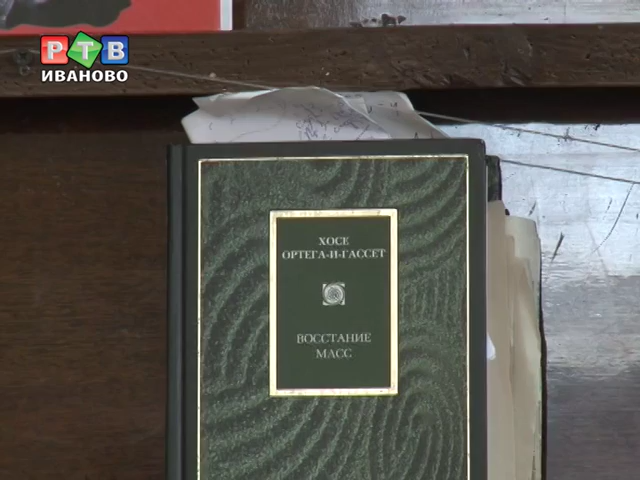 РТВ
ИВАНОВО
ХОСЕ
ОРТЕГА-И-ГАССЕТ
ВОССТАНИЕ
МАСС